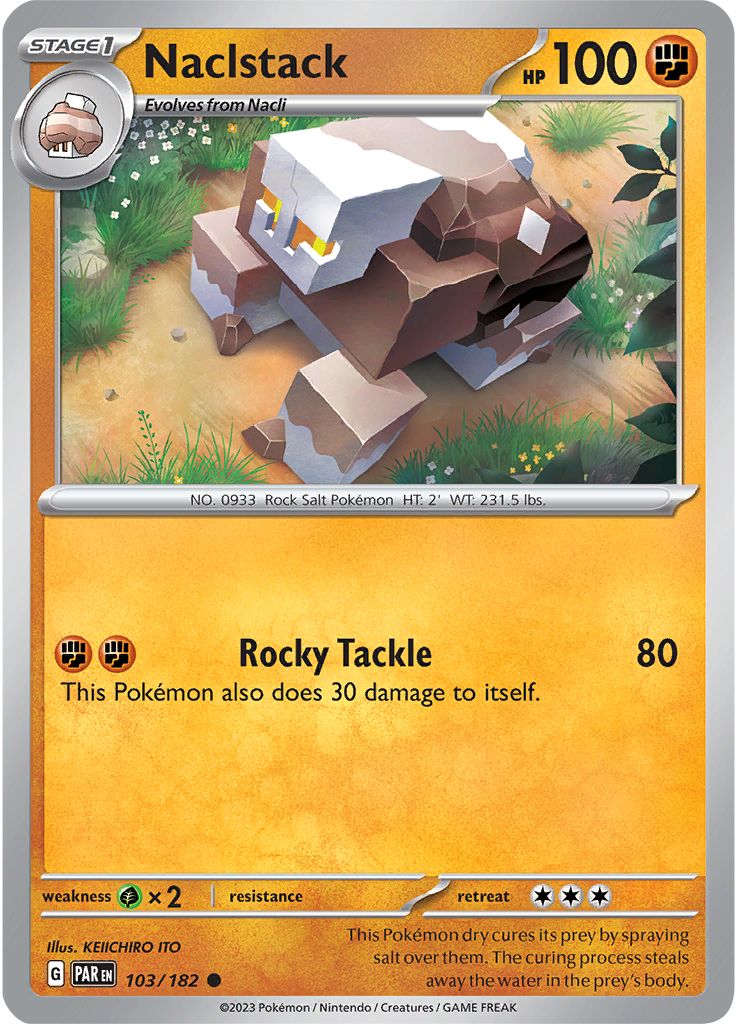 STAGE1
Naclstack
HP 100
Evolves from Nacli
NO. 0933 Rock Salt Pokémon HT: 2' WT: 231.5 lbs.
Rocky Tackle 80
This Pokémon also does 30 damage to itself.
weakness ×2 resistance retreat
Illus. KEIICHIRO ITO
This Pokémon dry cures its prey by spraying
salt over them. The curing process steals
away the water in the prey's body.
G PAR EN 103/182
©2023 Pokémon / Nintendo / Creatures / GAME FREAK